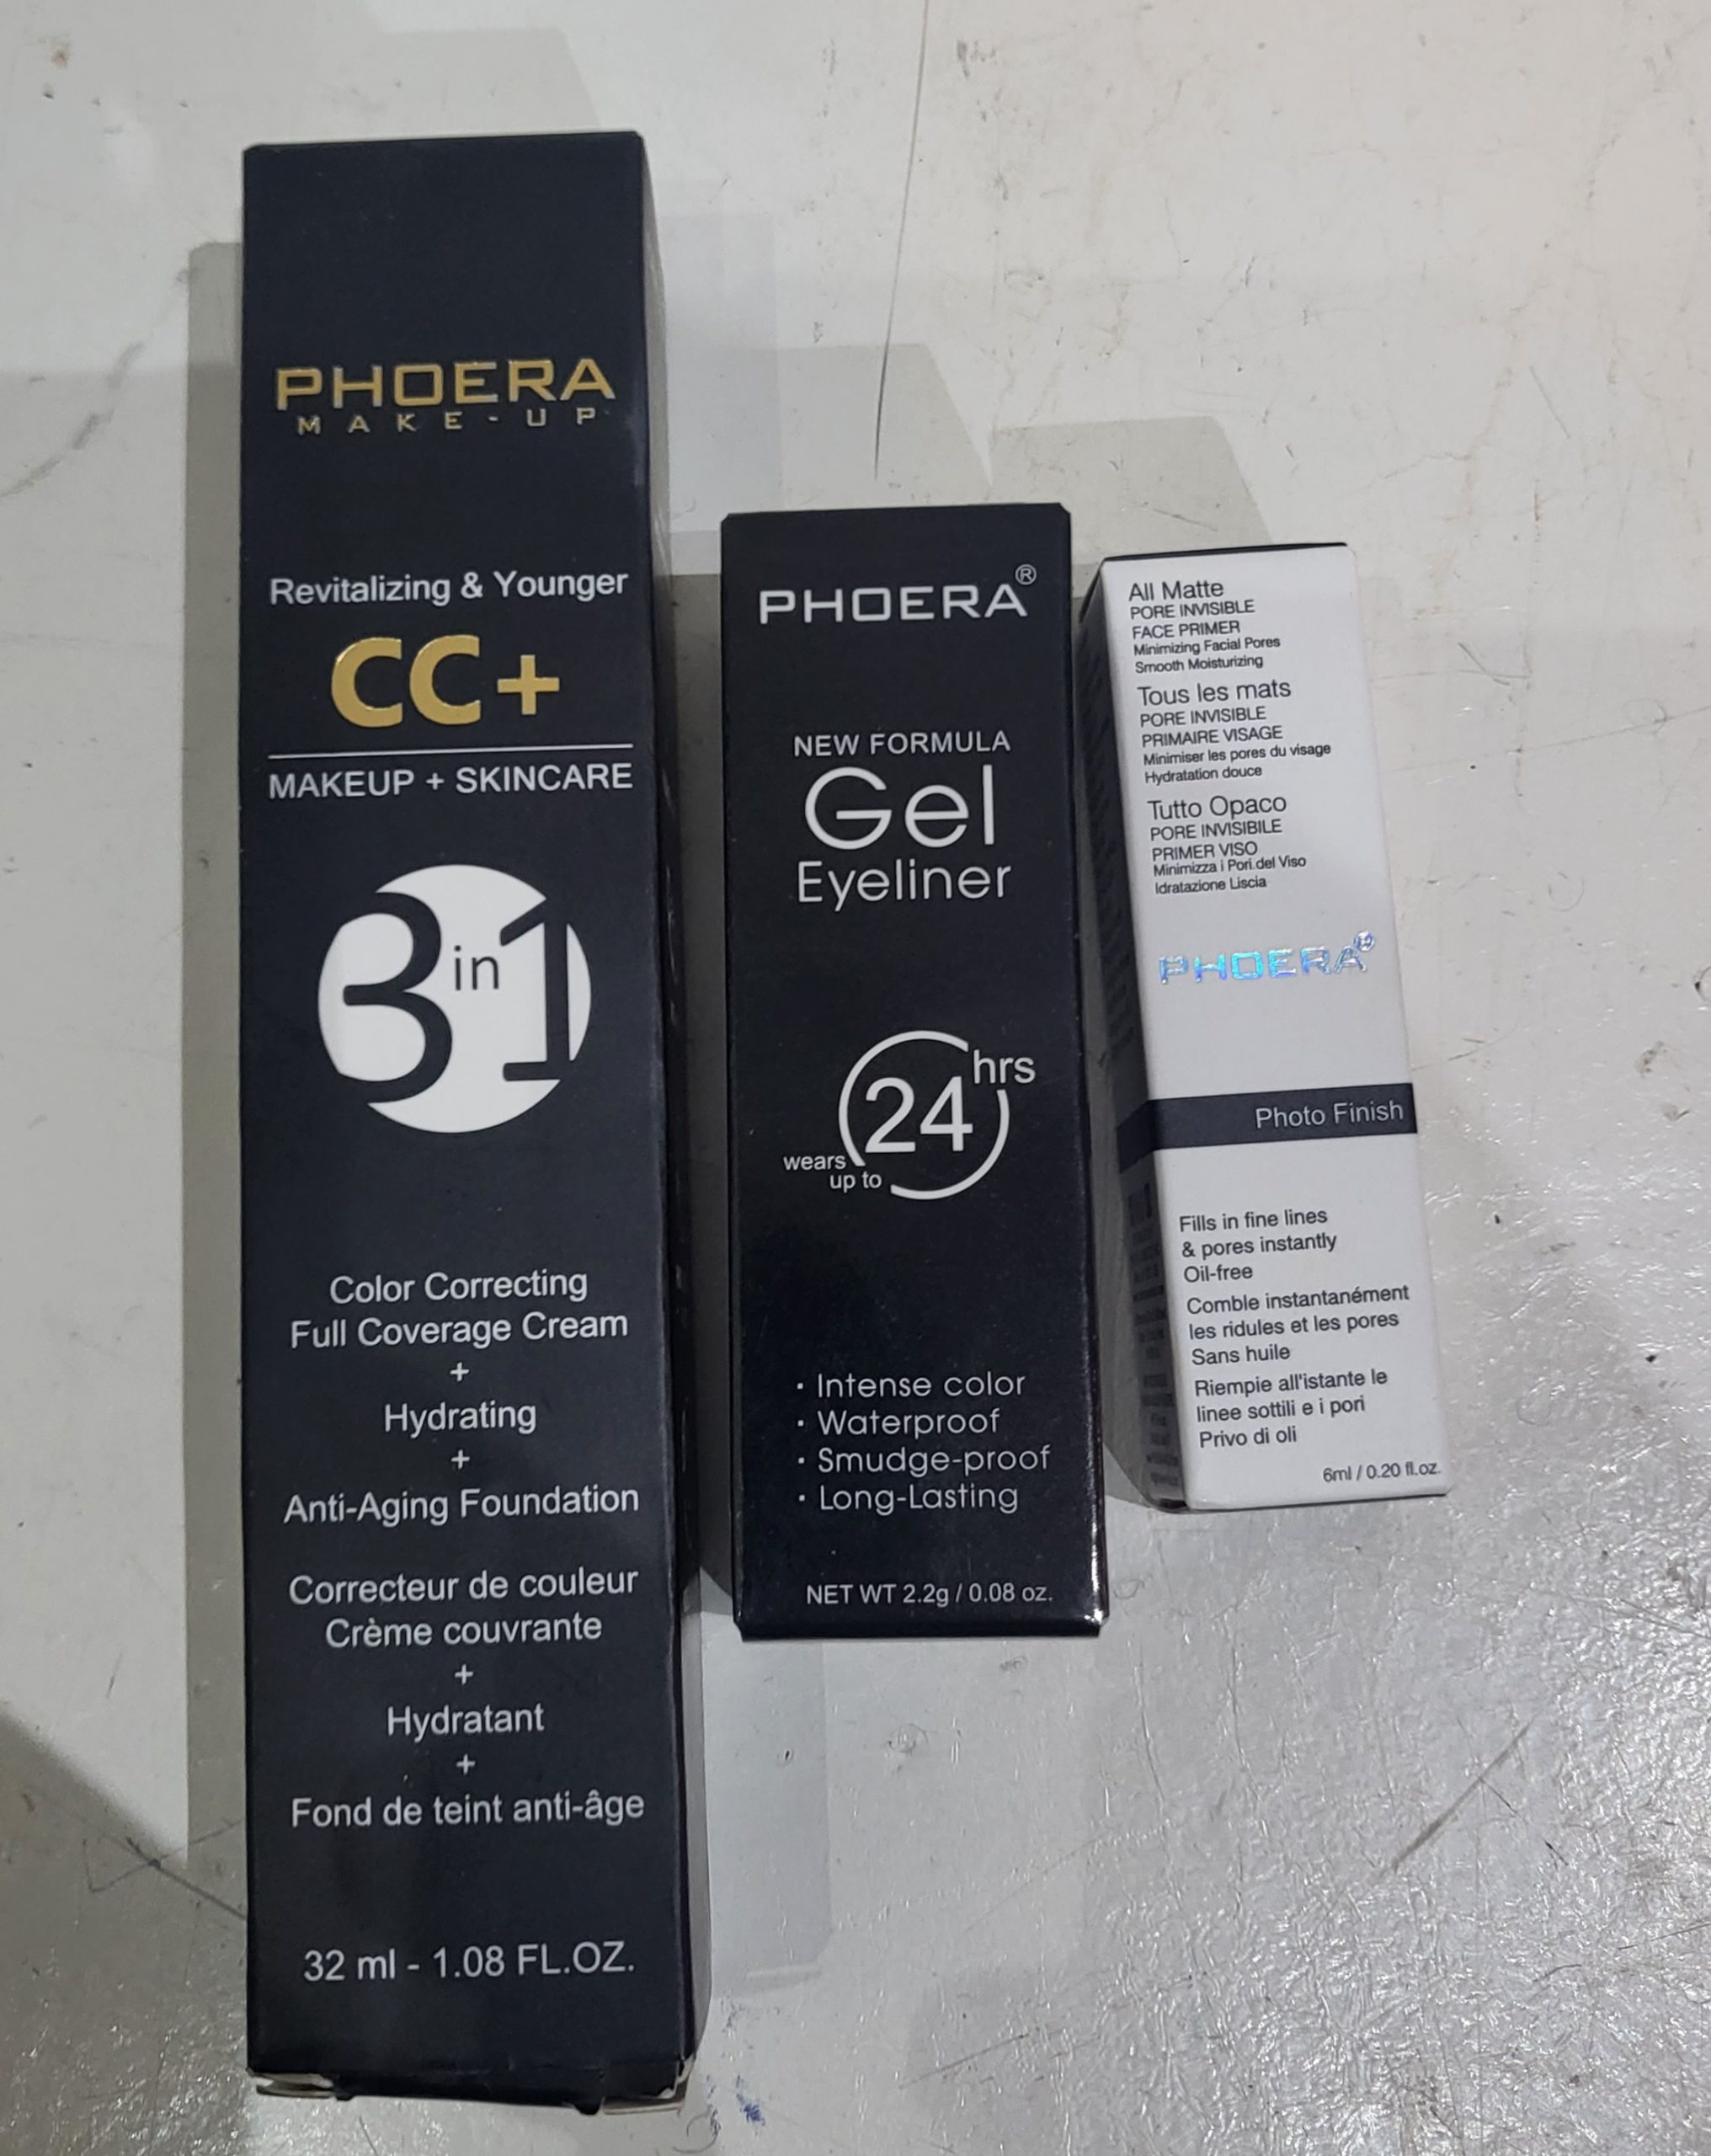 PHOERA
MAKE-UP
Revitalizing & Younger
CC+
MAKEUP + SKINCARE
3 in 1
Color Correcting
Full Coverage Cream
+
Hydrating
+
Anti-Aging Foundation
Correcteur de couleur
Crème couvrante
+
Hydratant
+
Fond de teint anti-âge
32 ml - 1.08 FL.OZ.
PHOERA®
NEW FORMULA
Gel
Eyeliner
wears up to 24 hrs
· Intense color
· Waterproof
· Smudge-proof
· Long-Lasting
NET WT 2.2g / 0.08 oz.
All Matte
PORE INVISIBLE
FACE PRIMER
Minimizing Facial Pores
Smooth Moisturizing
Tous les mats
PORE INVISIBLE
PRIMAIRE VISAGE
Minimiser les pores du visage
Hydratation douce
Tutto Opaco
PORE INVISIBILE
PRIMER VISO
Minimizza i Pori del Viso
Idratazione Liscia
PHOERA®
Photo Finish
Fills in fine lines
& pores instantly
Oil-free
Comble instantanément
les ridules et les pores
Sans huile
Riempie all'istante le
linee sottili e i pori
Privo di oli
6ml / 0.20 fl.oz.